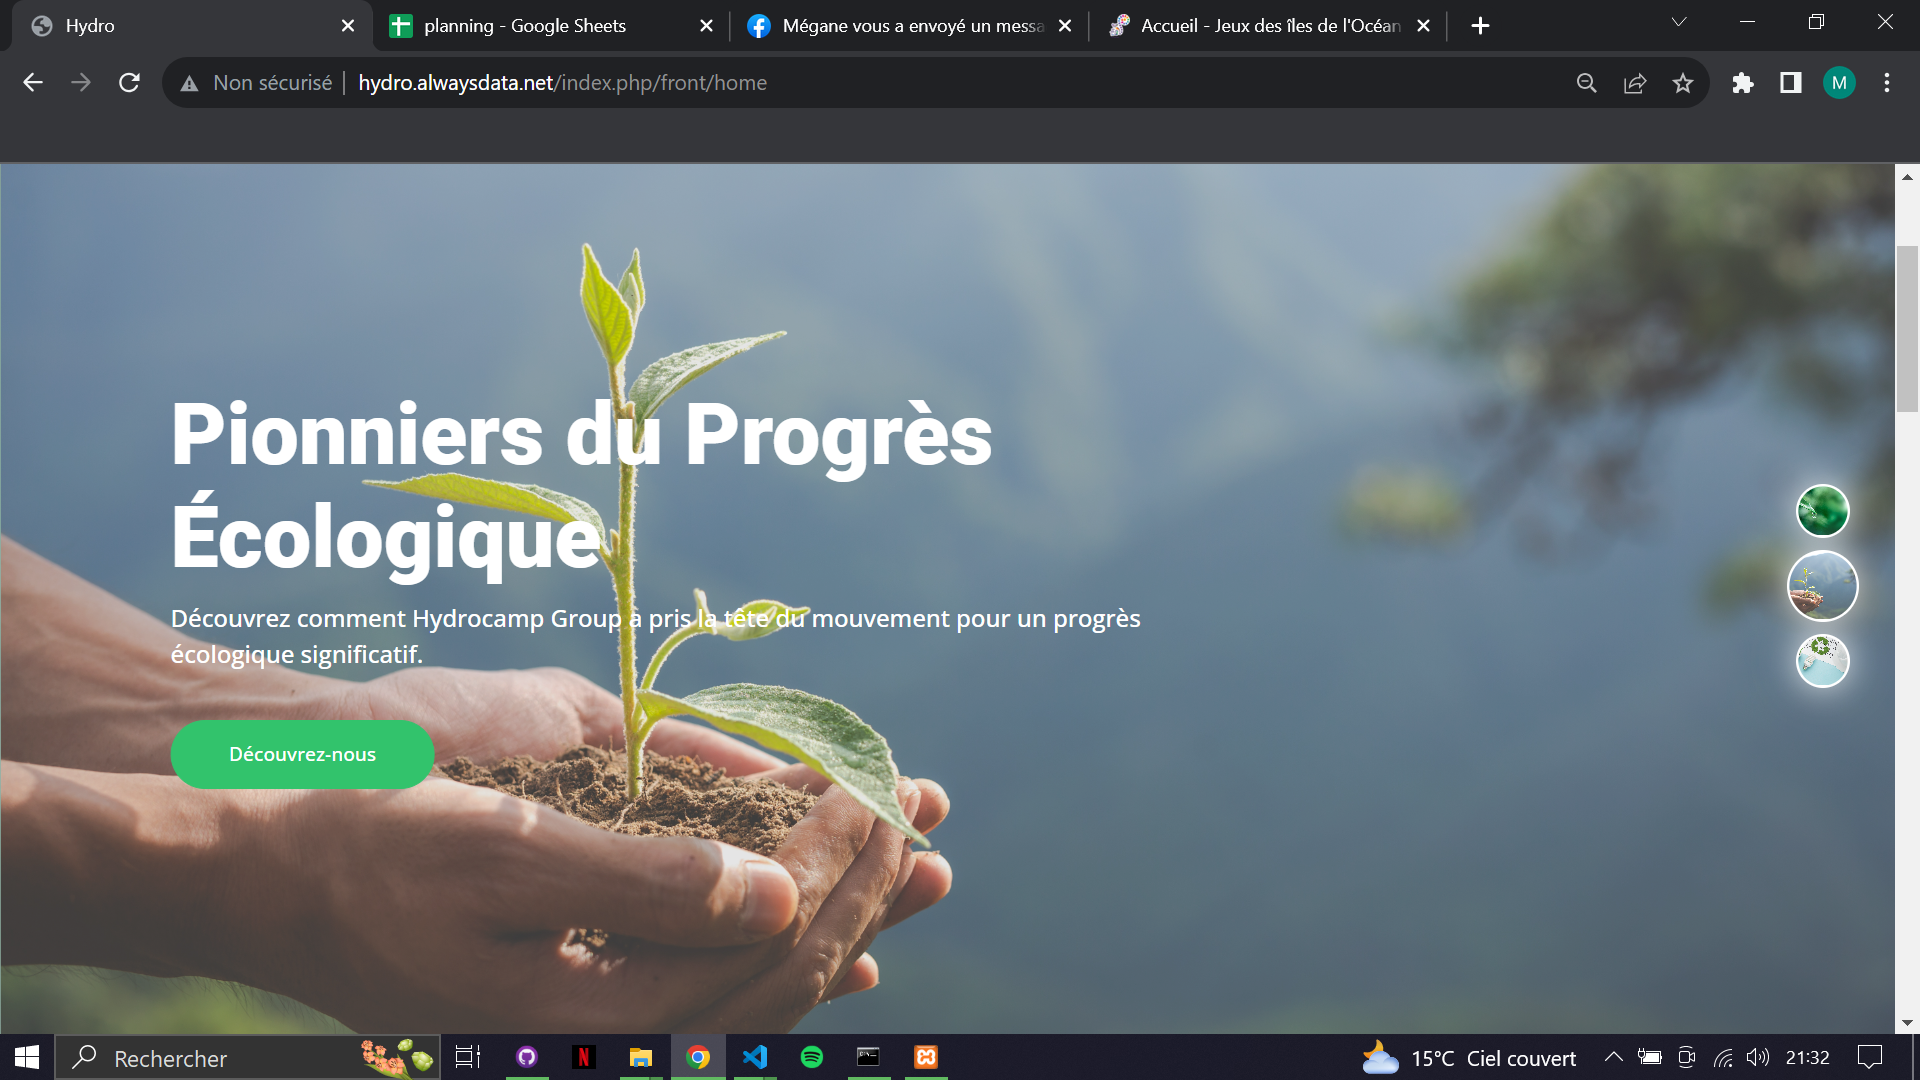 Hydro
planning - Google Sheets
Mégane vous a envoyé un messa
Accueil - Jeux des îles de l'Océan
Non sécurisé
hydro.alwaysdata.net/index.php/front/home
M
Pionniers du Progrès
Écologique
Découvrez comment Hydrocamp Group a pris la tête du mouvement pour un progrès
écologique significatif.
Découvrez-nous
Rechercher
N
15°C Ciel couvert
21:32